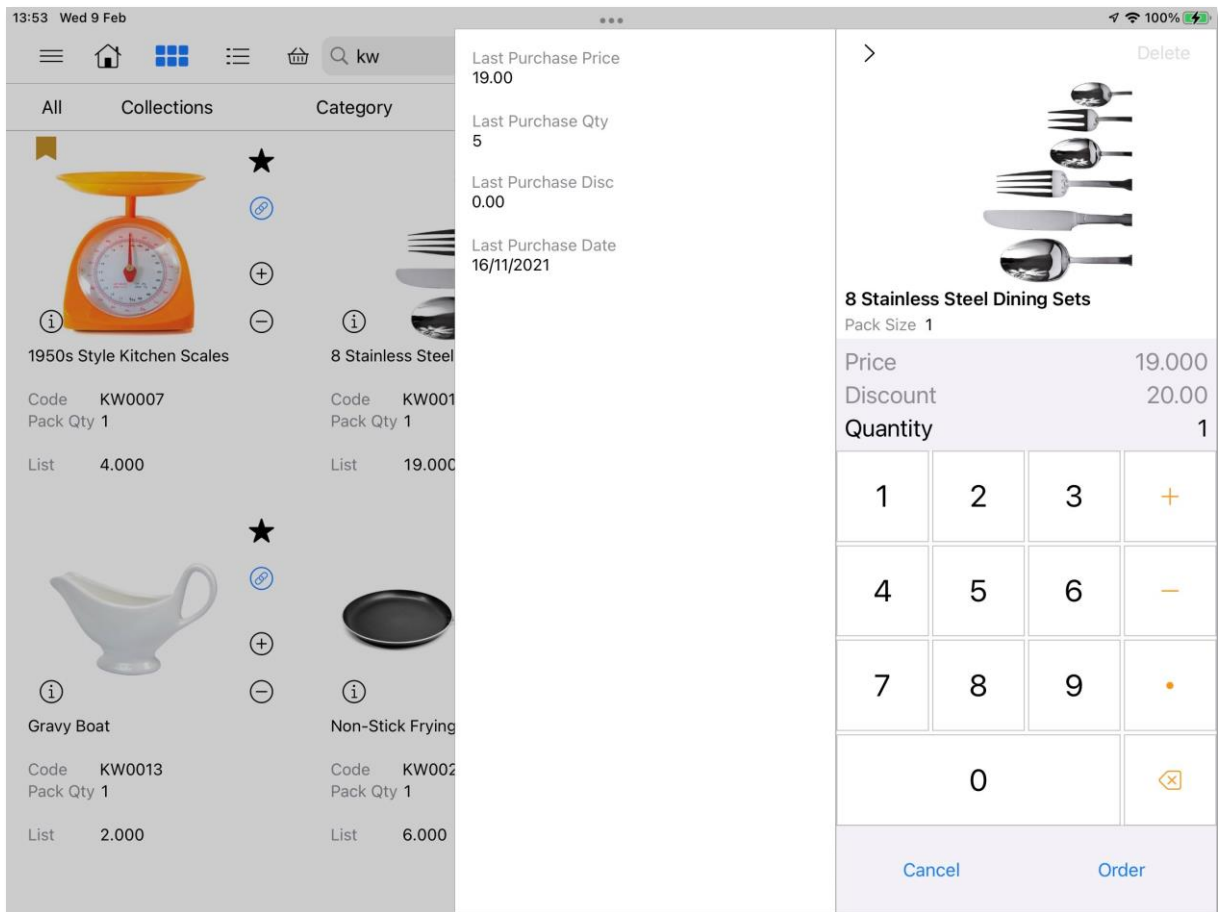 13:53 Wed 9 Feb
100%
kw
All Collections Category
1950s Style Kitchen Scales
Code KW0007
Pack Qty 1
List 4.000
8 Stainless Steel
Code KW001
Pack Qty 1
List 19.000
Gravy Boat
Code KW0013
Pack Qty 1
List 2.000
Non-Stick Frying
Code KW002
Pack Qty 1
List 6.000
Last Purchase Price
19.00
Last Purchase Qty
5
Last Purchase Disc
0.00
Last Purchase Date
16/11/2021
Delete
8 Stainless Steel Dining Sets
Pack Size 1
Price 19.000
Discount 20.00
Quantity 1
1 2 3 +
4 5 6 −
7 8 9 •
0
Cancel Order